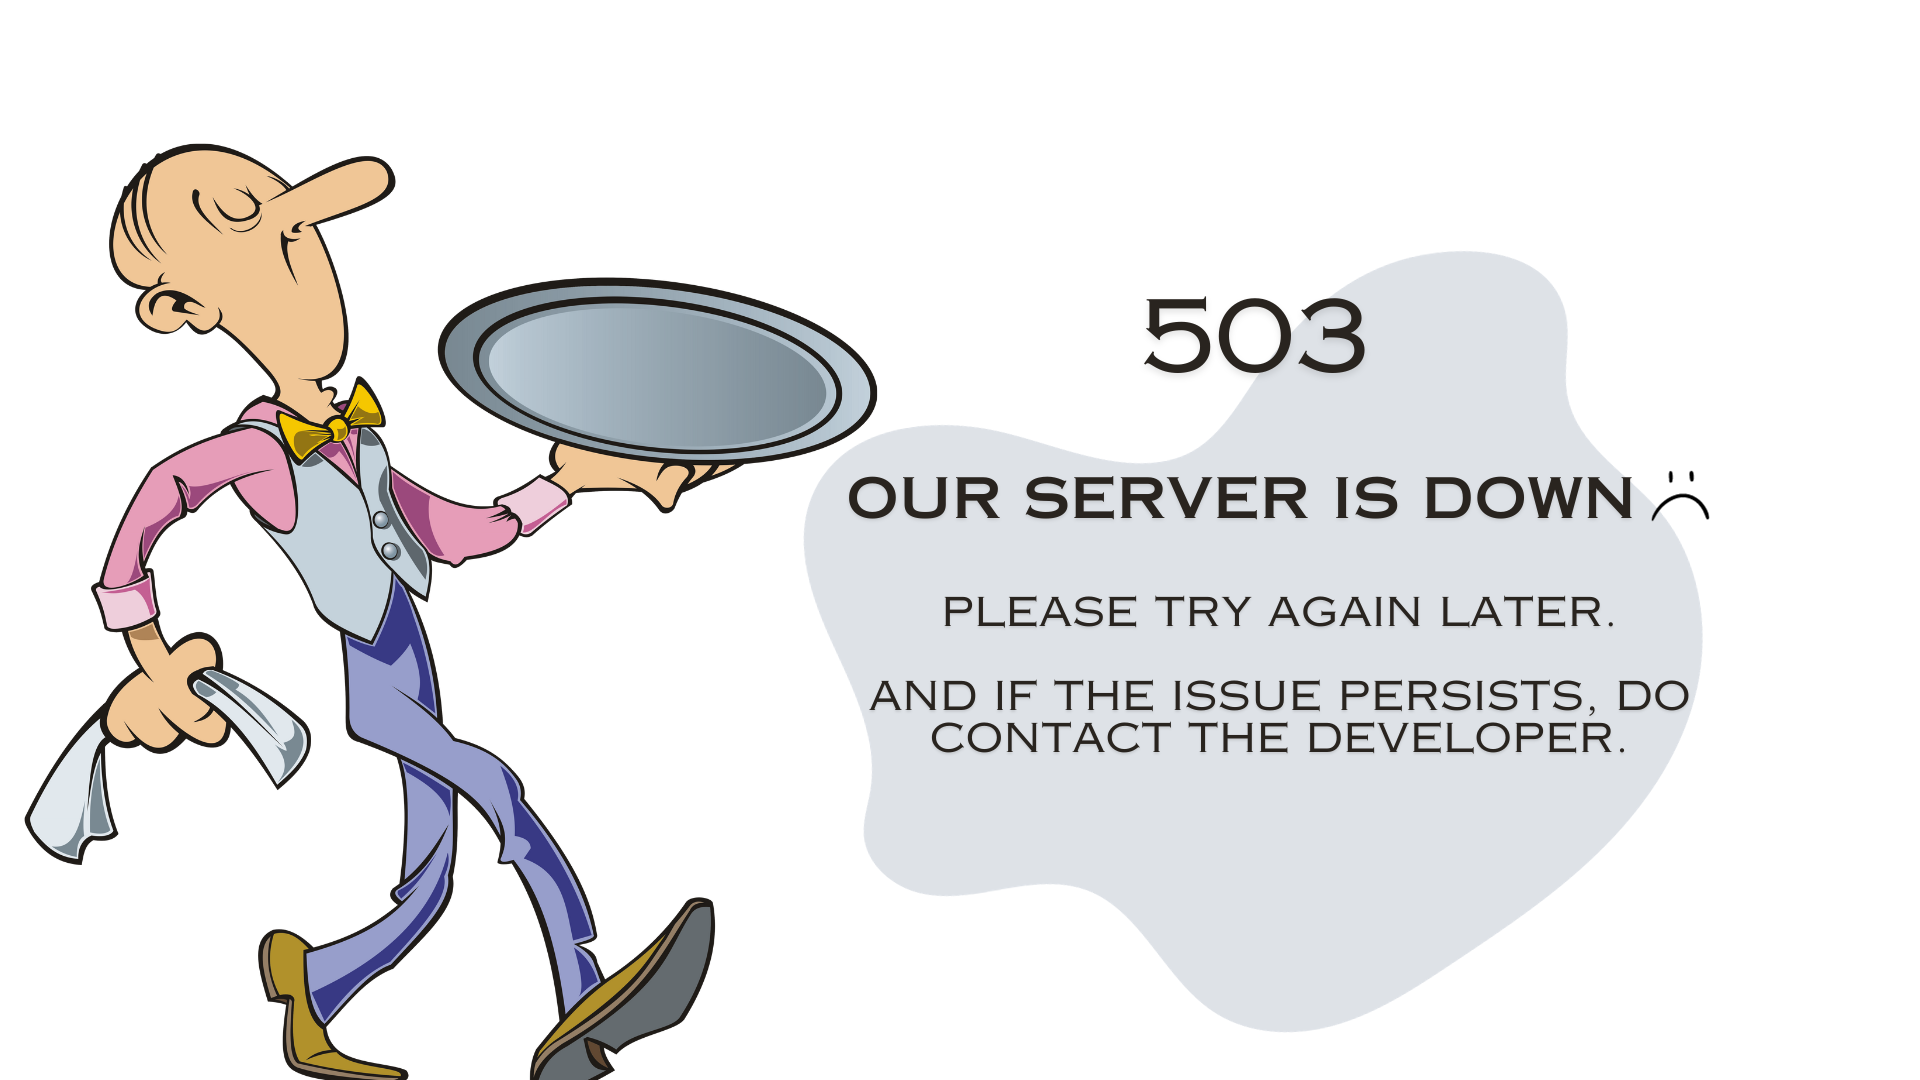 503
OUR SERVER IS DOWN
PLEASE TRY AGAIN LATER.
AND IF THE ISSUE PERSISTS, DO
CONTACT THE DEVELOPER.